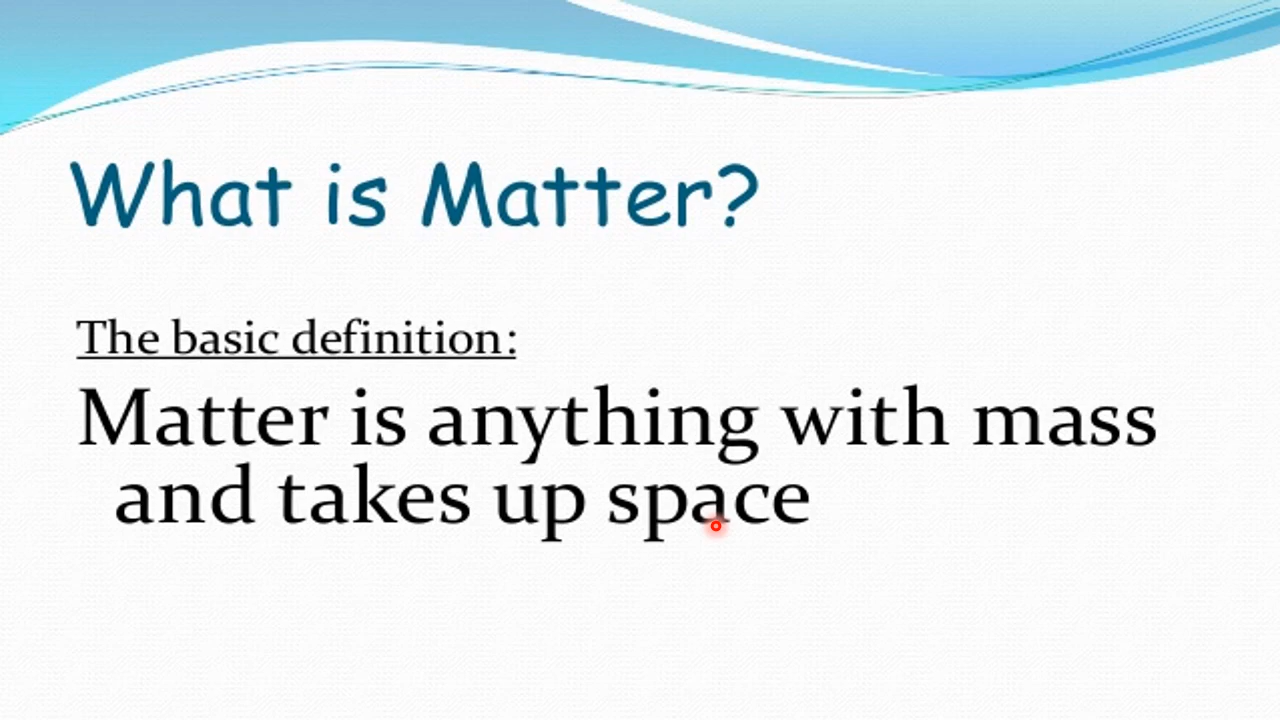 What is Matter?
The basic definition:
Matter is anything with mass
and takes up space